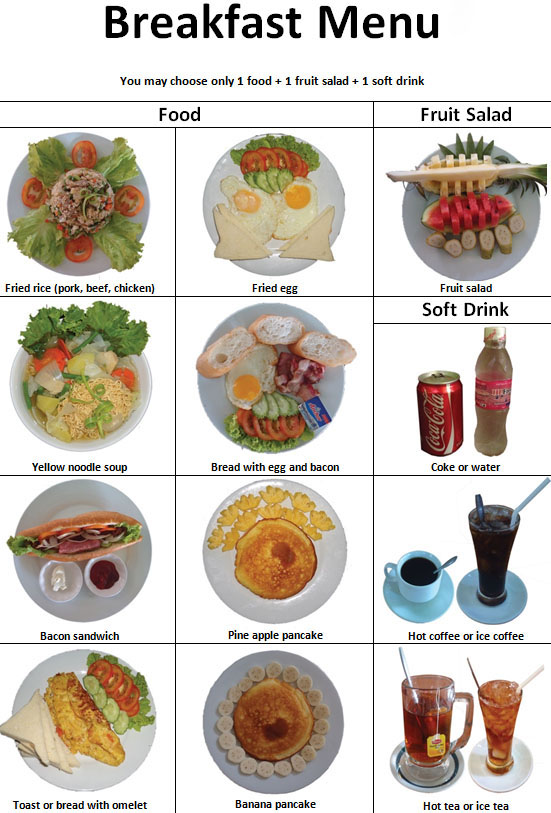 Breakfast Menu
You may choose only 1 food + 1 fruit salad + 1 soft drink
Food
Fruit Salad
Fried rice (pork, beef, chicken)
Fried egg
Fruit salad
Soft Drink
Yellow noodle soup
Bread with egg and bacon
Coca-Cola
Coke or water
Bacon sandwich
Pine apple pancake
Hot coffee or ice coffee
Toast or bread with omelet
Banana pancake
Hot tea or ice tea